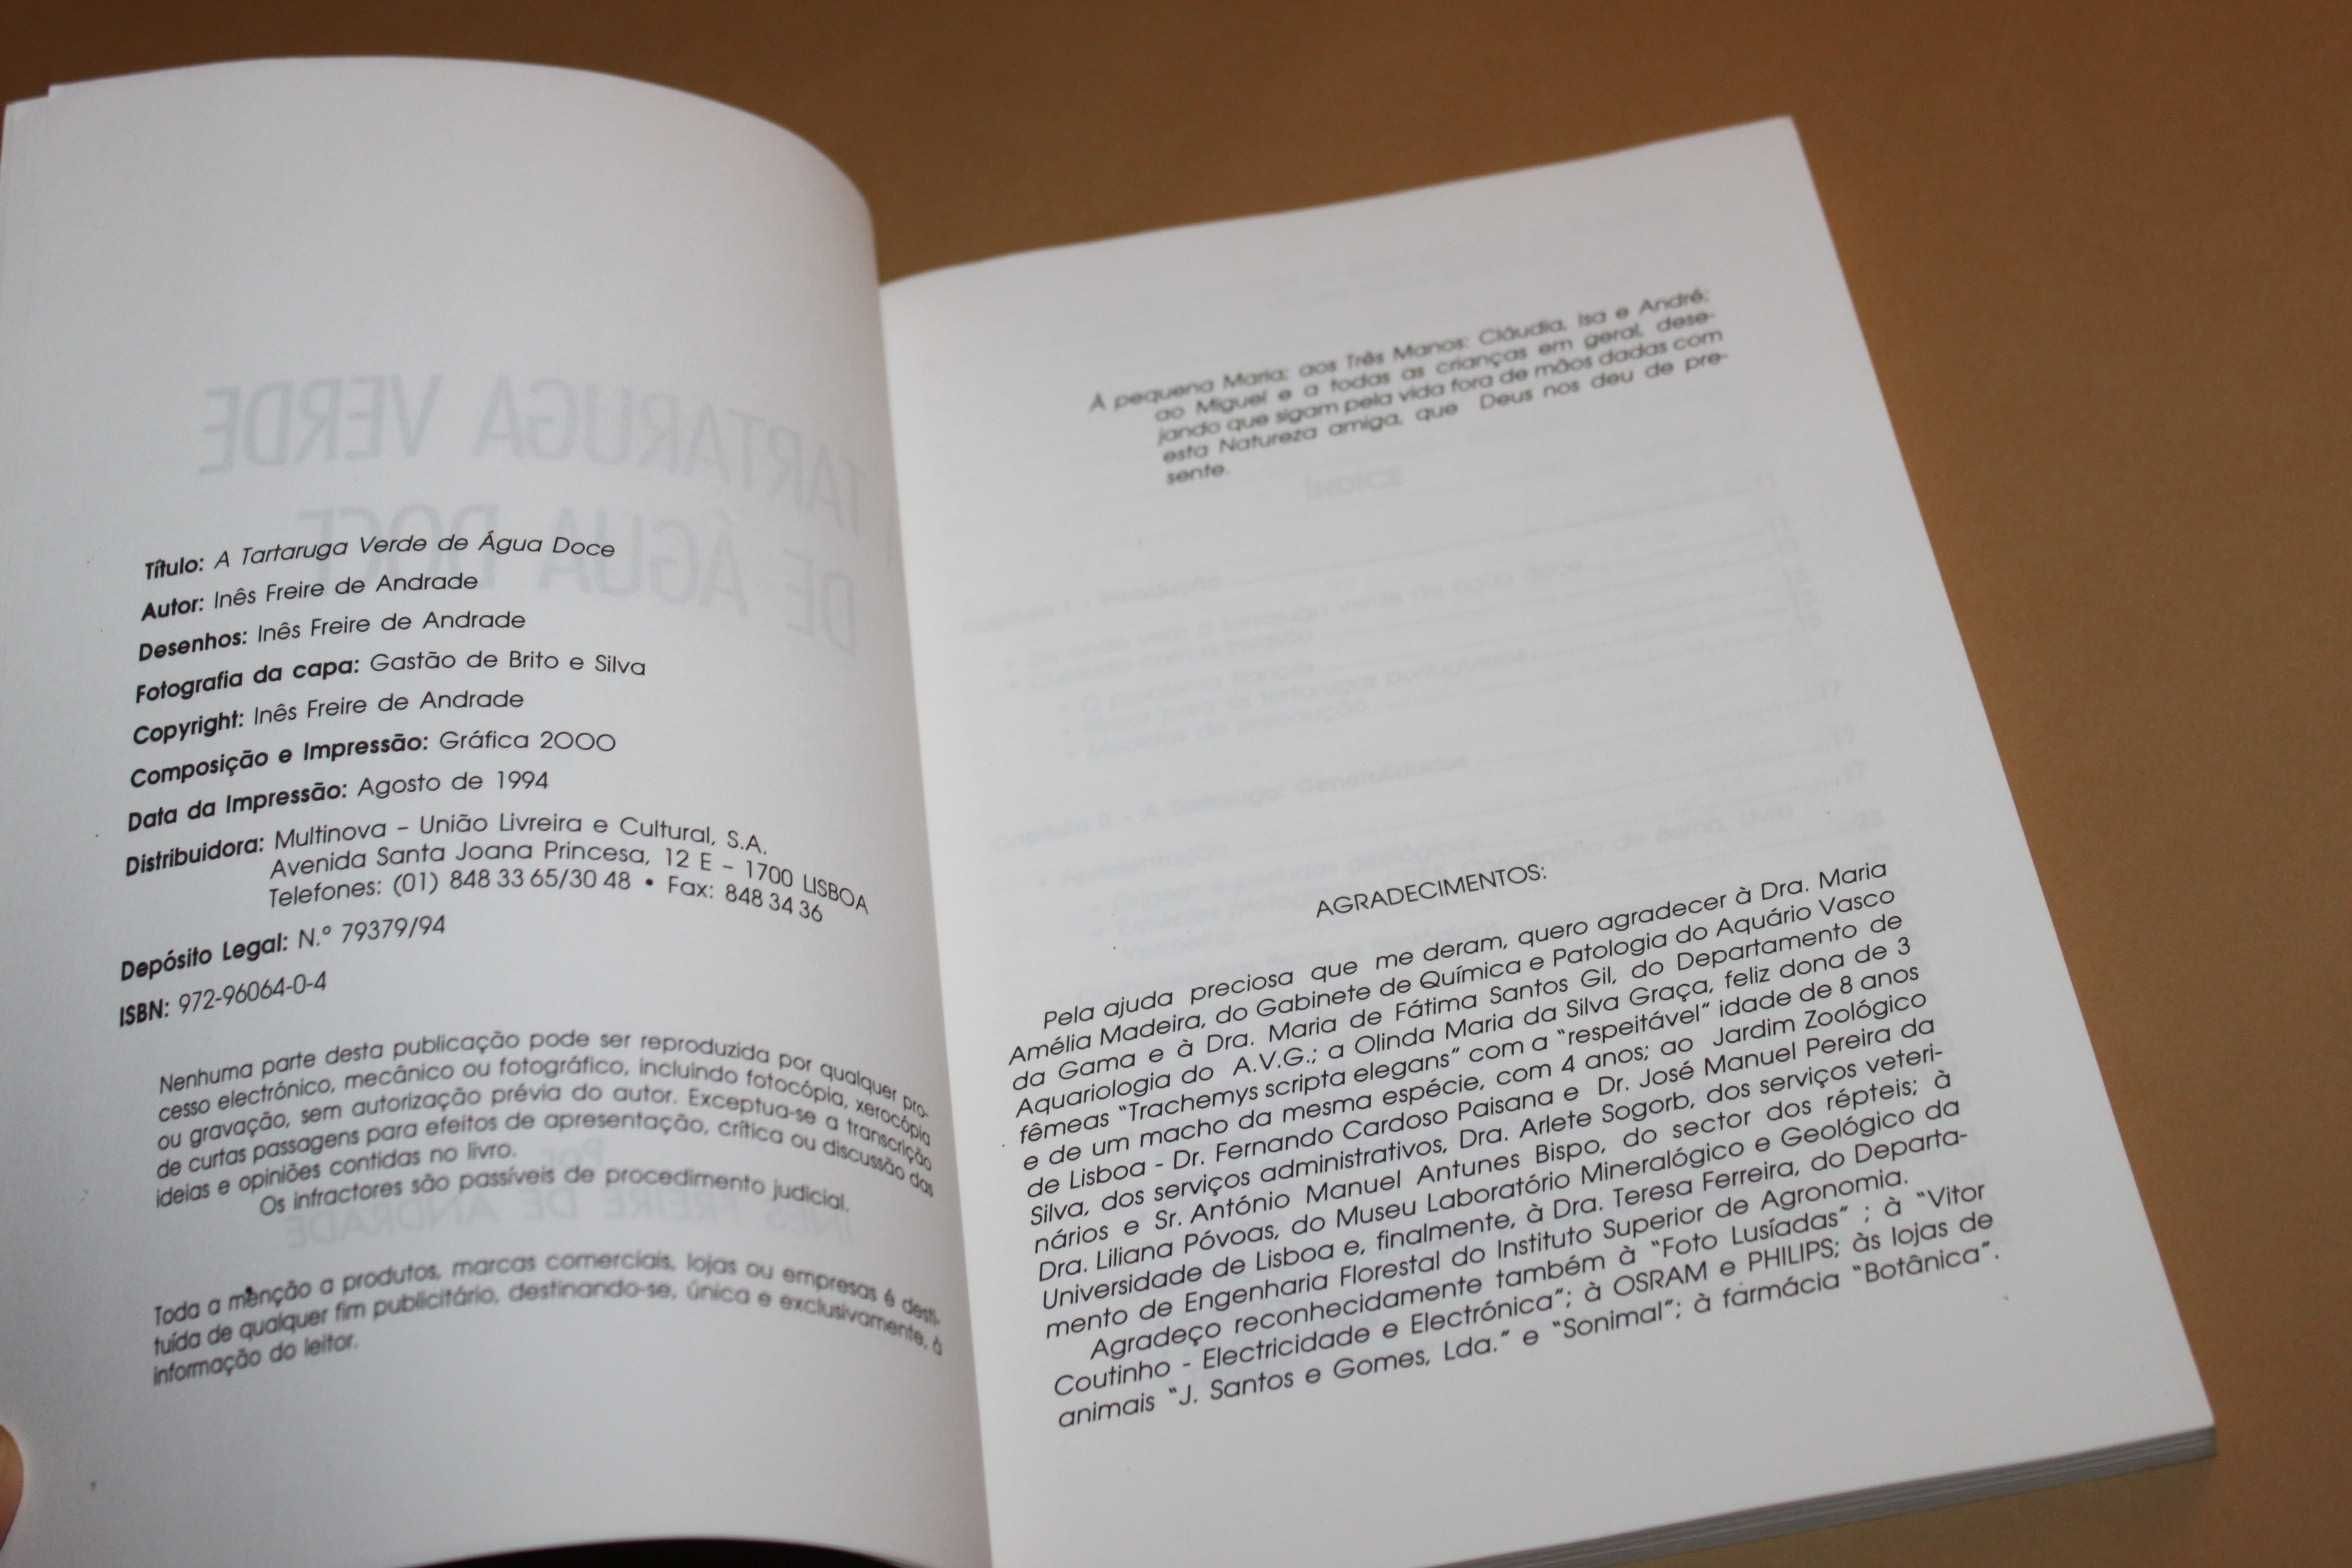 Título: A Tartaruga Verde de Água Doce
Autor: Inês Freire de Andrade
Desenhos: Inês Freire de Andrade
Fotografia da capa: Gastão de Brito e Silva
Copyright: Inês Freire de Andrade
Composição e Impressão: Gráfica 2000
Data da Impressão: Agosto de 1994
Distribuidora: Multinova – União Livreira e Cultural, S.A.
Avenida Santa Joana Princesa, 12 E – 1700 LISBOA
Telefones: (01) 848 33 65/30 48 • Fax: 848 34 36
Depósito Legal: N.º 79379/94
ISBN: 972-96064-0-4
Nenhuma parte desta publicação pode ser reproduzida por qualquer pro-
cesso electrónico, mecânico ou fotográfico, incluindo fotocópia, xerocópia
ou gravação, sem autorização prévia do autor. Exceptua-se a transcrição
de curtas passagens para efeitos de apresentação, crítica ou discussão das
ideias e opiniões contidas no livro.
Os infractores são passíveis de procedimento judicial.
Toda a menção a produtos, marcas comerciais, lojas ou empresas é desti-
tuída de qualquer fim publicitário, destinando-se, única e exclusivamente, à
informação do leitor.
À pequena Maria; aos Três Manos: Cláudia, Isa e André;
ao Miguel e a todas as crianças em geral, dese-
jando que sigam pela vida fora de mãos dadas com
esta Natureza amiga, que Deus nos deu de pre-
sente.
AGRADECIMENTOS:
Pela ajuda preciosa que me deram, quero agradecer à Dra. Maria
Amélia Madeira, do Gabinete de Química e Patologia do Aquário Vasco
da Gama e à Dra. Maria de Fátima Santos Gil, do Departamento de
Aquariologia do A.V.G.; a Olinda Maria da Silva Graça, feliz dona de 3
fêmeas "Trachemys scripta elegans" com a "respeitável" idade de 8 anos
e de um macho da mesma espécie, com 4 anos; ao Jardim Zoológico
de Lisboa - Dr. Fernando Cardoso Paisana e Dr. José Manuel Pereira da
Silva, dos serviços administrativos, Dra. Arlete Sogorb, dos serviços veteri-
nários e Sr. António Manuel Antunes Bispo, do sector dos répteis; à
Dra. Liliana Póvoas, do Museu Laboratório Mineralógico e Geológico da
Universidade de Lisboa e, finalmente, à Dra. Teresa Ferreira, do Departa-
mento de Engenharia Florestal do Instituto Superior de Agronomia.
Agradeço reconhecidamente também à "Foto Lusíadas" ; à "Vitor
Coutinho - Electricidade e Electrónica"; à OSRAM e PHILIPS; às lojas de
animais "J. Santos e Gomes, Lda." e "Sonimal"; à farmácia "Botânica".